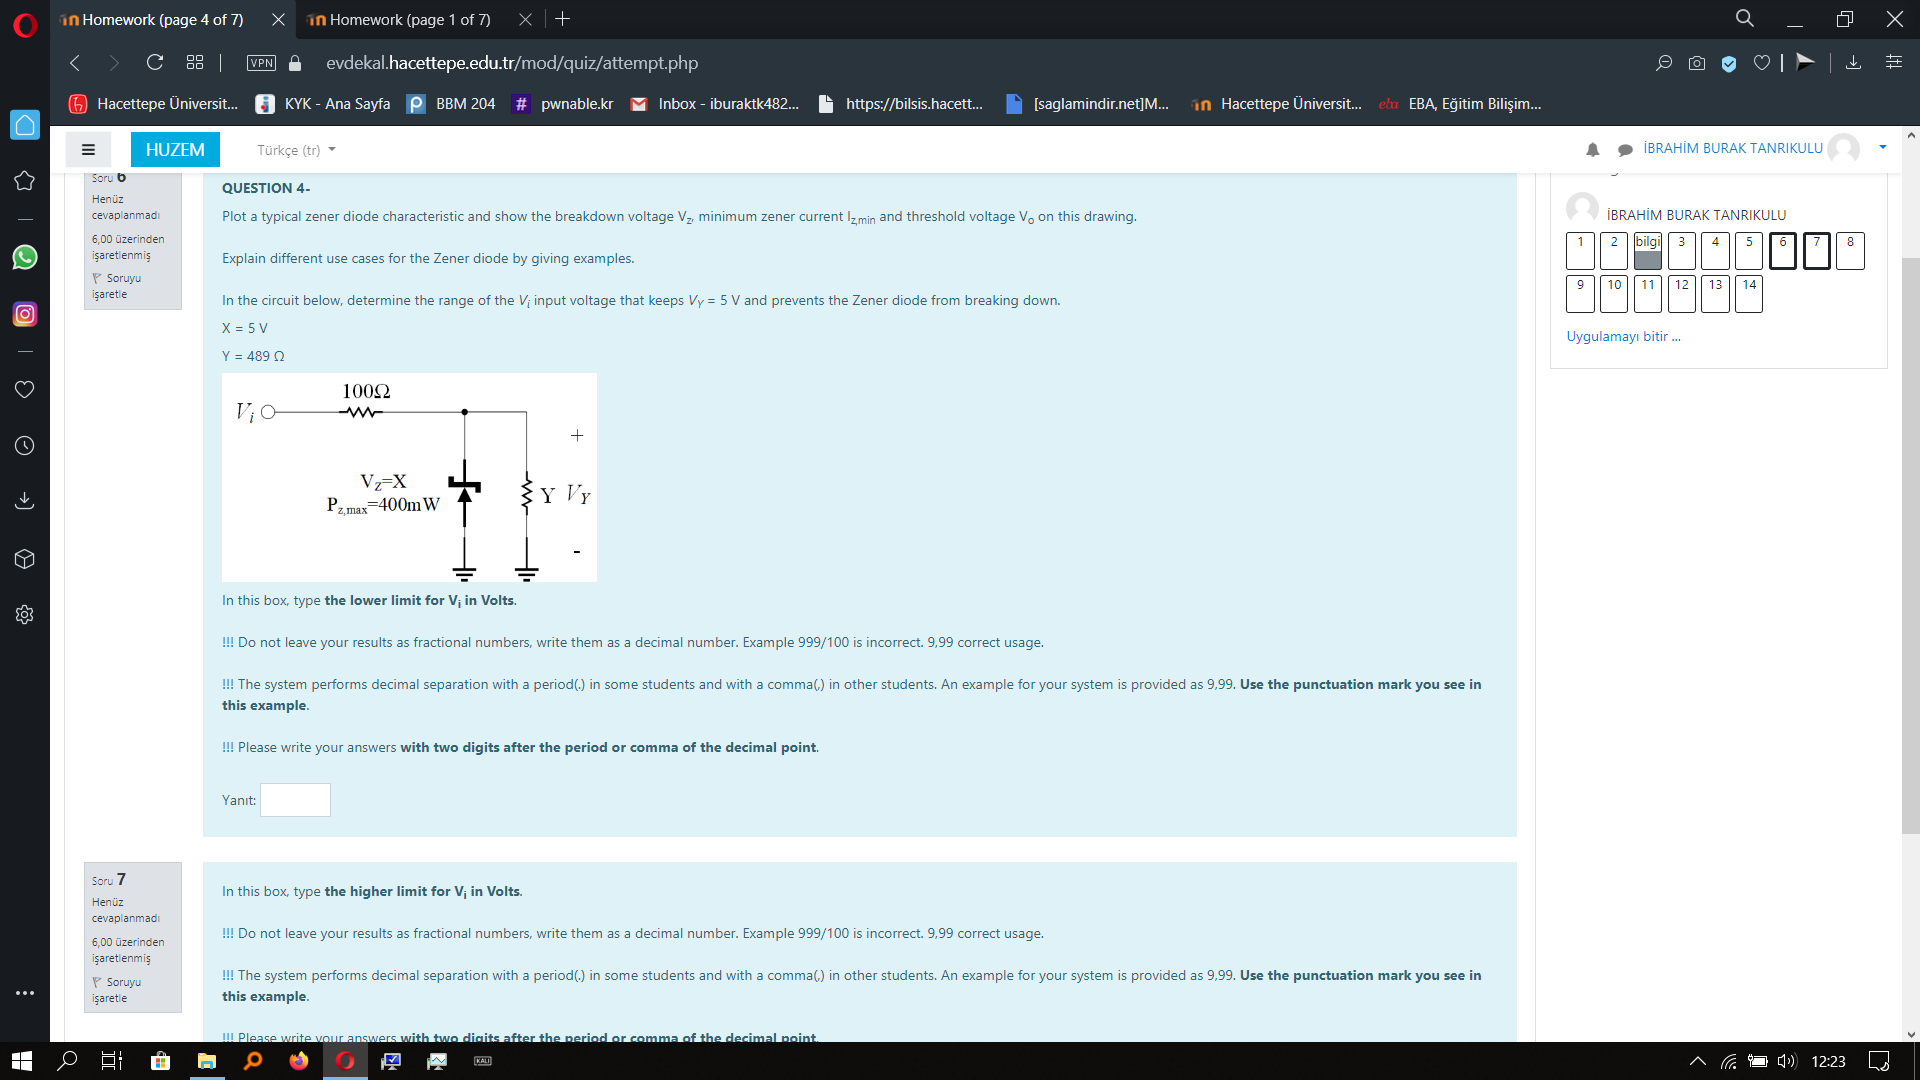 Homework (page 4 of 7)
Homework (page 1 of 7)
VPN
evdekal.hacettepe.edu.tr/mod/quiz/attempt.php
Hacettepe Üniversit...
KYK - Ana Sayfa
BBM 204
pwnable.kr
Inbox - iburaktk482...
https://bilsis.hacett...
[saglamindir.net]M...
Hacettepe Üniversit...
EBA, Eğitim Bilişim...
HUZEM
Türkçe (tr)
İBRAHİM BURAK TANRIKULU
Soru 6
Henüz
cevaplanmadı
6,00 üzerinden
işaretlenmiş
Soruyu
işaretle
QUESTION 4-
Plot a typical zener diode characteristic and show the breakdown voltage Vz, minimum zener current Iz,min and threshold voltage Vo on this drawing.
Explain different use cases for the Zener diode by giving examples.
In the circuit below, determine the range of the Vi input voltage that keeps VY = 5 V and prevents the Zener diode from breaking down.
X = 5 V
Y = 489 Ω
100Ω
Vi
+
VZ=X
Pz,max=400mW
Y VY
-
In this box, type the lower limit for Vi in Volts.
!!! Do not leave your results as fractional numbers, write them as a decimal number. Example 999/100 is incorrect. 9,99 correct usage.
!!! The system performs decimal separation with a period(.) in some students and with a comma(,) in other students. An example for your system is provided as 9,99. Use the punctuation mark you see in
this example.
!!! Please write your answers with two digits after the period or comma of the decimal point.
Yanıt:
Soru 7
Henüz
cevaplanmadı
6,00 üzerinden
işaretlenmiş
Soruyu
işaretle
In this box, type the higher limit for Vi in Volts.
!!! Do not leave your results as fractional numbers, write them as a decimal number. Example 999/100 is incorrect. 9,99 correct usage.
!!! The system performs decimal separation with a period(.) in some students and with a comma(,) in other students. An example for your system is provided as 9,99. Use the punctuation mark you see in
this example.
!!! Please write your answers with two digits after the period or comma of the decimal point.
İBRAHİM BURAK TANRIKULU
1 2 bilgi 3 4 5 6 7 8
9 10 11 12 13 14
Uygulamayı bitir ...
KALI
12:23